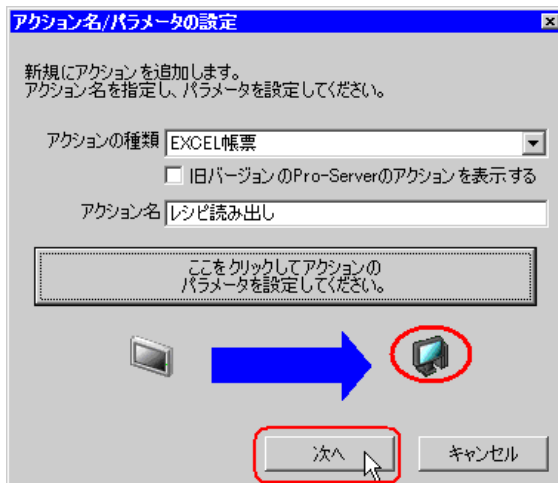 アクション名/パラメータの設定
新規にアクションを追加します。
アクション名を指定し、パラメータを設定してください。
アクションの種類 EXCEL帳票
旧バージョンのPro-Serverのアクションを表示する
アクション名 レシピ読み出し
ここをクリックしてアクションの
パラメータを設定してください。
次へ キャンセル